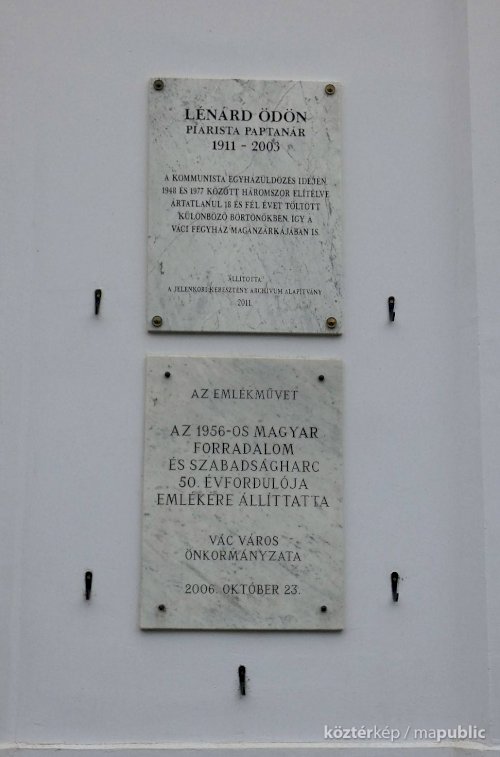 LÉNÁRD ÖDÖN
PIARISTA PAPTANÁR
1911 - 2003
A KOMMUNISTA EGYHÁZÜLDÖZÉS IDEJÉN
1948 ÉS 1977 KÖZÖTT HÁROMSZOR ELÍTÉLVE
ÁRTATLANUL 18 ÉS FÉL ÉVET TÖLTÖTT
KÜLÖNBÖZŐ BÖRTÖNÖKBEN, ÍGY A
VÁCI FEGYHÁZ MAGÁNZÁRKÁJÁBAN IS.
ÁLLÍTOTTA:
A JELENKORI KERESZTÉNY ARCHÍVUM ALAPÍTVÁNY
2011.
AZ EMLÉKMŰVET
AZ 1956-OS MAGYAR
FORRADALOM
ÉS SZABADSÁGHARC
50. ÉVFORDULÓJA
EMLÉKÉRE ÁLLÍTTATTA
VÁC VÁROS
ÖNKORMÁNYZATA
2006. OKTÓBER 23.
köztérkép / mapublic